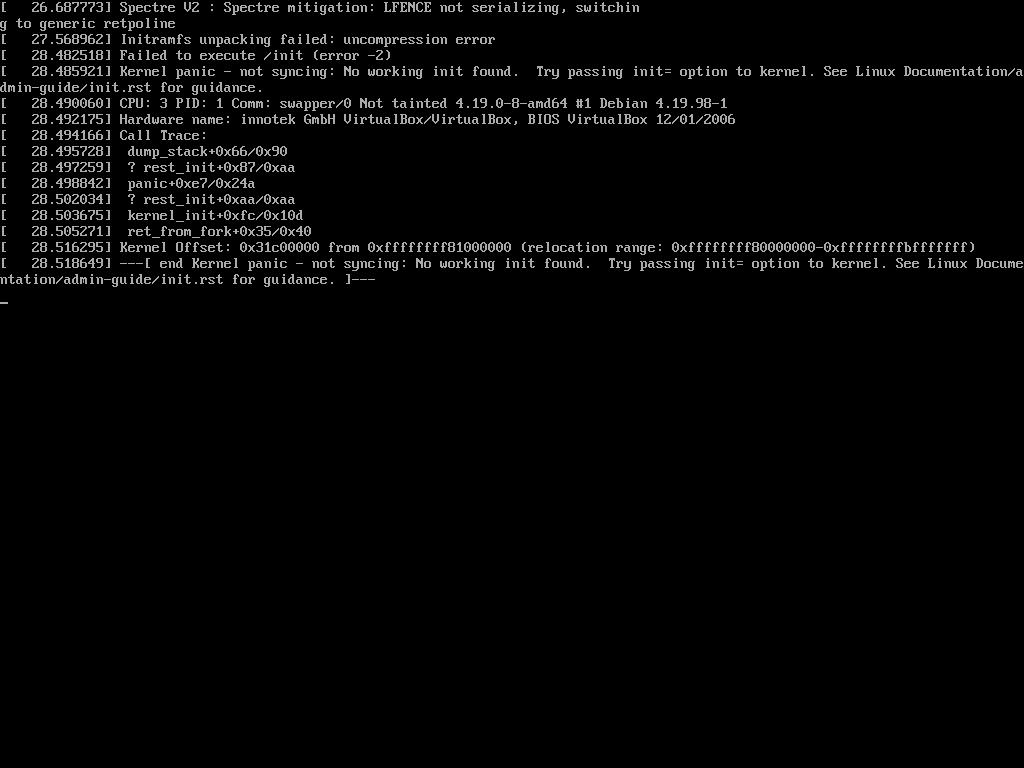 [   26.687773] Spectre V2 : Spectre mitigation: LFENCE not serializing, switchin
g to generic retpoline
[   27.568962] Initramfs unpacking failed: uncompression error
[   28.482518] Failed to execute /init (error -2)
[   28.485921] Kernel panic - not syncing: No working init found.  Try passing init= option to kernel. See Linux Documentation/a
dmin-guide/init.rst for guidance.
[   28.490060] CPU: 3 PID: 1 Comm: swapper/0 Not tainted 4.19.0-8-amd64 #1 Debian 4.19.98-1
[   28.492175] Hardware name: innotek GmbH VirtualBox/VirtualBox, BIOS VirtualBox 12/01/2006
[   28.494166] Call Trace:
[   28.495728]  dump_stack+0x66/0x90
[   28.497259]  ? rest_init+0x87/0xaa
[   28.498842]  panic+0xe7/0x24a
[   28.502034]  ? rest_init+0xaa/0xaa
[   28.503675]  kernel_init+0xfc/0x10d
[   28.505271]  ret_from_fork+0x35/0x40
[   28.516295] Kernel Offset: 0x31c00000 from 0xffffffff81000000 (relocation range: 0xffffffff80000000-0xffffffffbfffffff)
[   28.518649] ---[ end Kernel panic - not syncing: No working init found.  Try passing init= option to kernel. See Linux Docume
ntation/admin-guide/init.rst for guidance. ]---